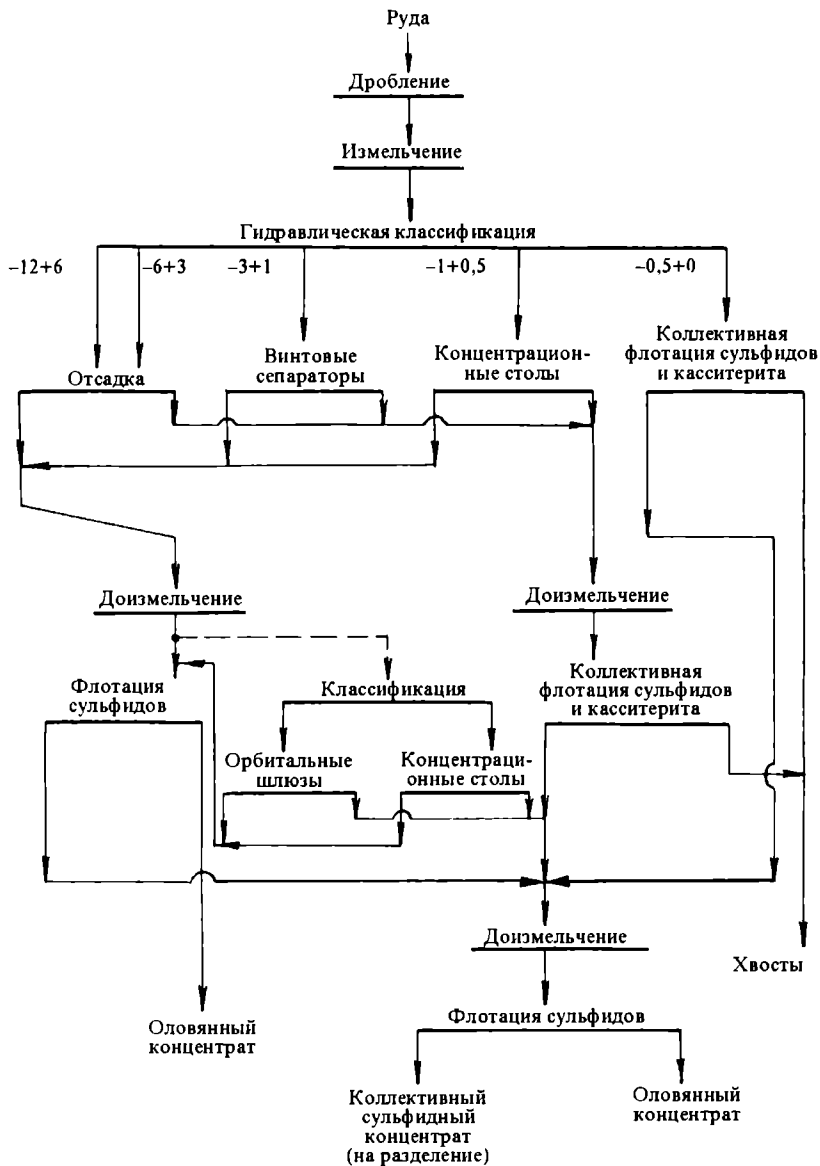 Руда
Дробление
Измельчение
Гидравлическая классификация
–12+6
–6+3
–3+1
–1+0,5
–0,5+0
Отсадка
Винтовые
сепараторы
Концентрацион-
ные столы
Коллективная
флотация сульфидов
и касситерита
Доизмельчение
Доизмельчение
Флотация
сульфидов
Классификация
Коллективная
флотация сульфидов
и касситерита
Орбитальные
шлюзы
Концентраци-
онные столы
Доизмельчение
Хвосты
Оловянный
концентрат
Флотация сульфидов
Коллективный
сульфидный
концентрат
(на разделение)
Оловянный
концентрат